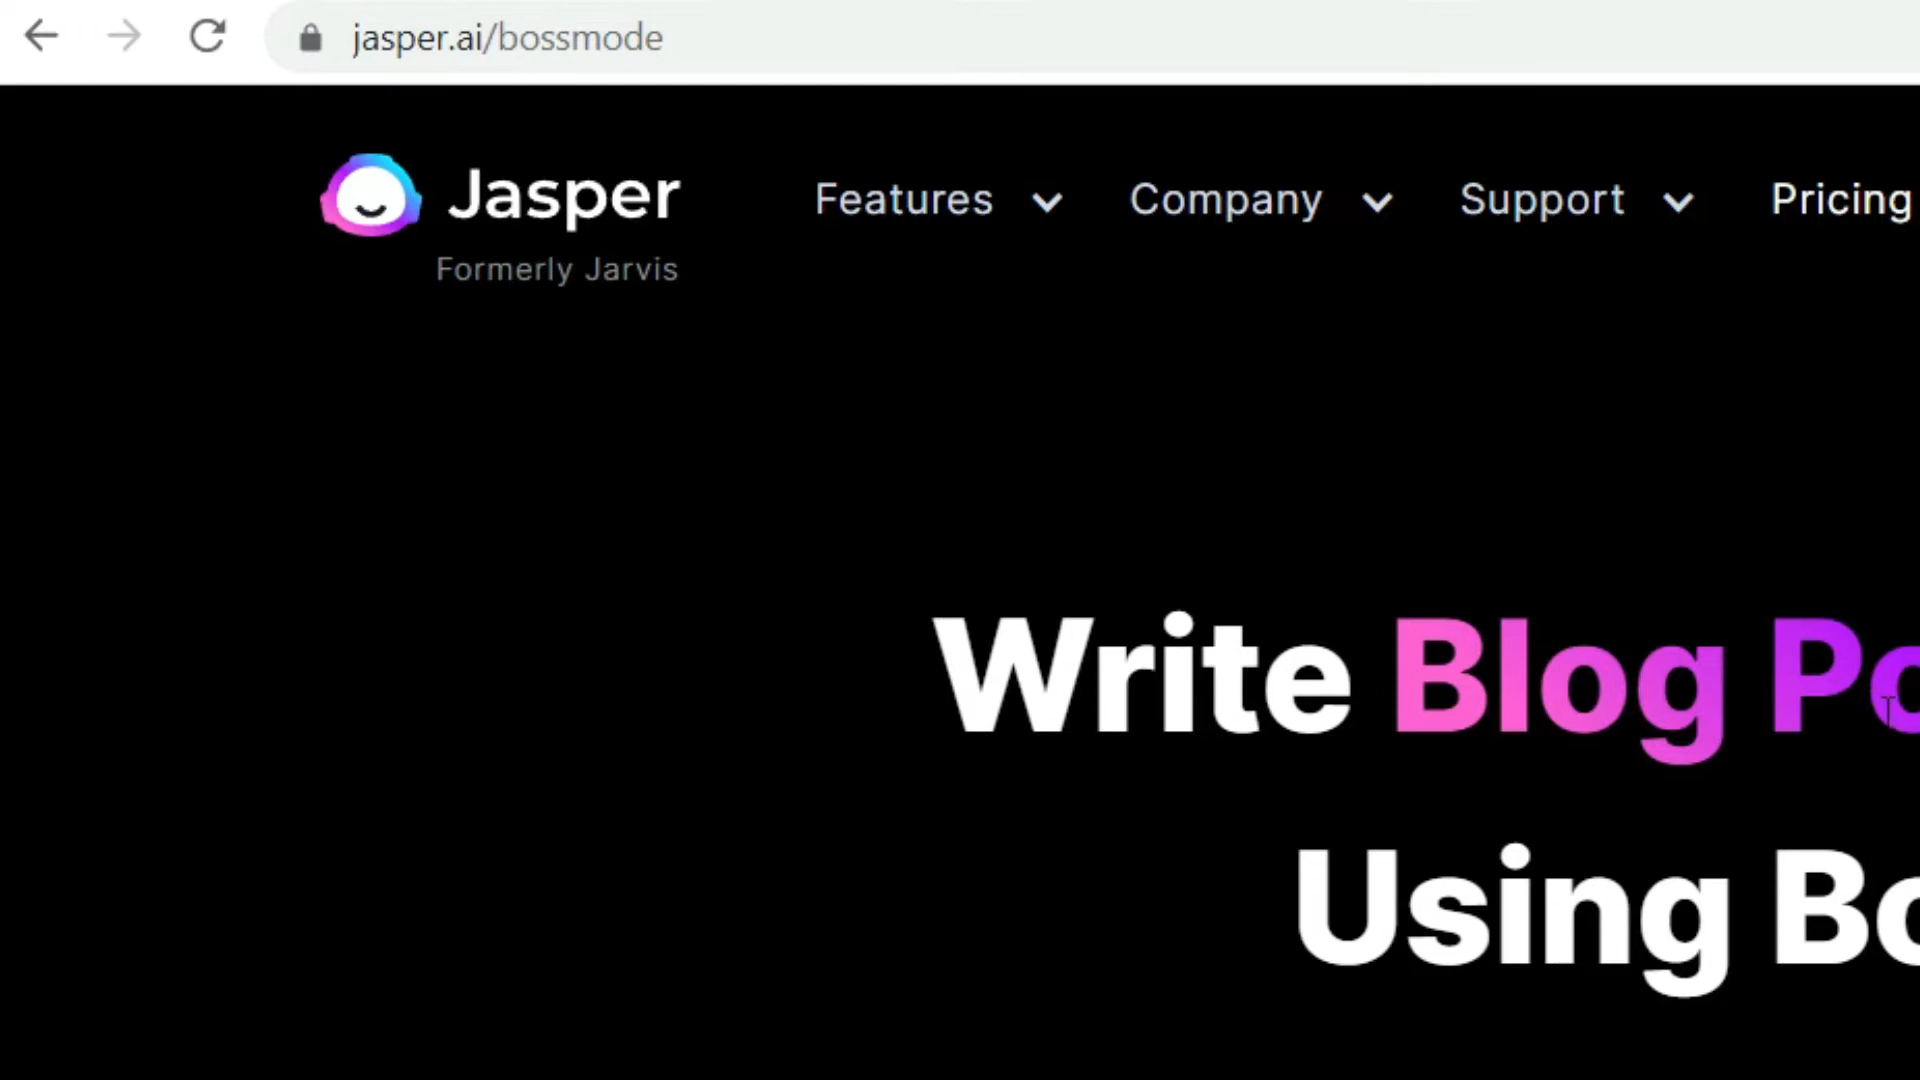 jasper.ai/bossmode
Jasper
Features
Company
Support
Pricing
Formerly Jarvis
Write Blog
Using